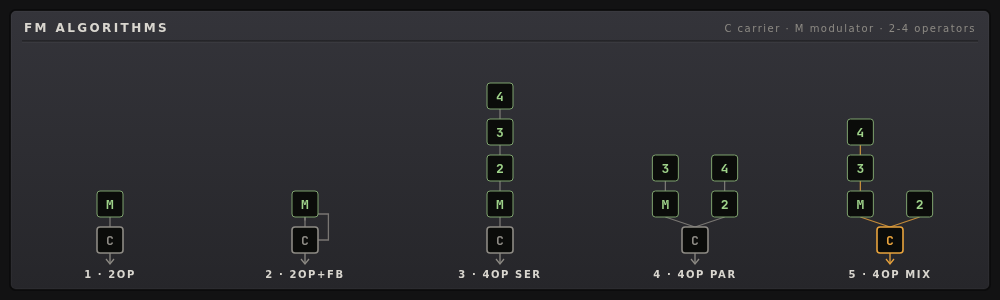 FM ALGORITHMS
C carrier · M modulator · 2-4 operators
4
3
2
M
C
M
C
M
C
3
4
M
2
C
4
3
M
2
C
1 · 2OP
2 · 2OP+FB
3 · 4OP SER
4 · 4OP PAR
5 · 4OP MIX